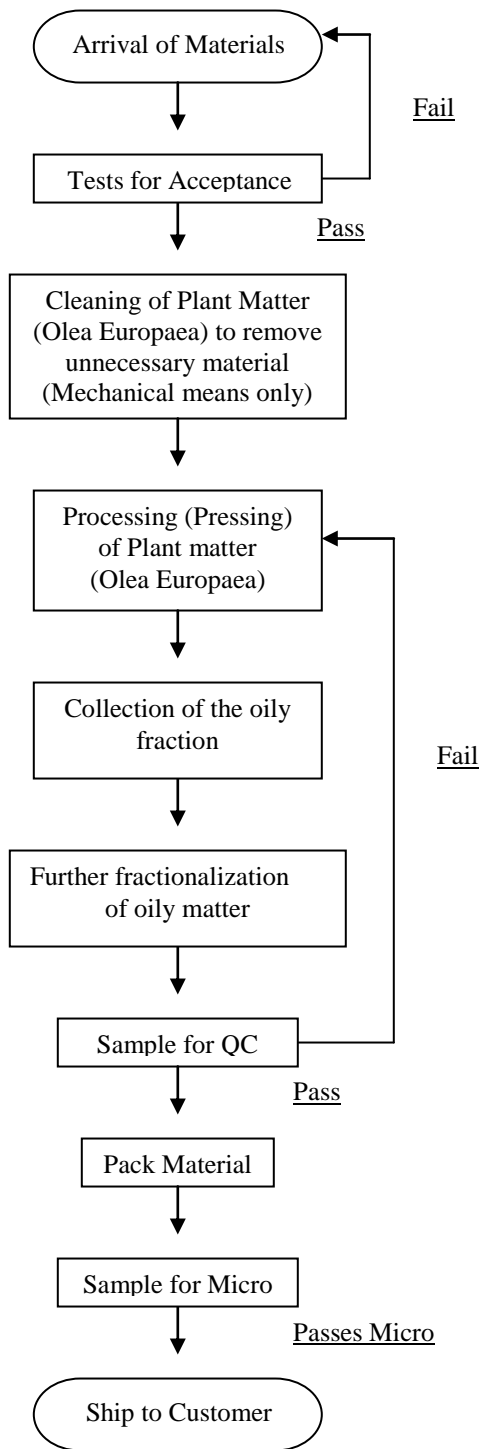 Arrival of Materials
Fail
Tests for Acceptance
Pass
Cleaning of Plant Matter
(Olea Europaea) to remove
unnecessary material
(Mechanical means only)
Processing (Pressing)
of Plant matter
(Olea Europaea)
Collection of the oily
fraction
Fail
Further fractionalization
of oily matter
Sample for QC
Pass
Pack Material
Sample for Micro
Passes Micro
Ship to Customer